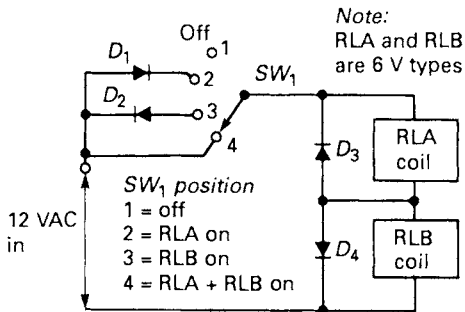 Note:
RLA and RLB
are 6 V types
Off
1
D₁
2
SW₁
D₂
3
4
D₃
RLA
coil
SW₁ position
1 = off
2 = RLA on
3 = RLB on
4 = RLA + RLB on
12 VAC
in
D₄
RLB
coil